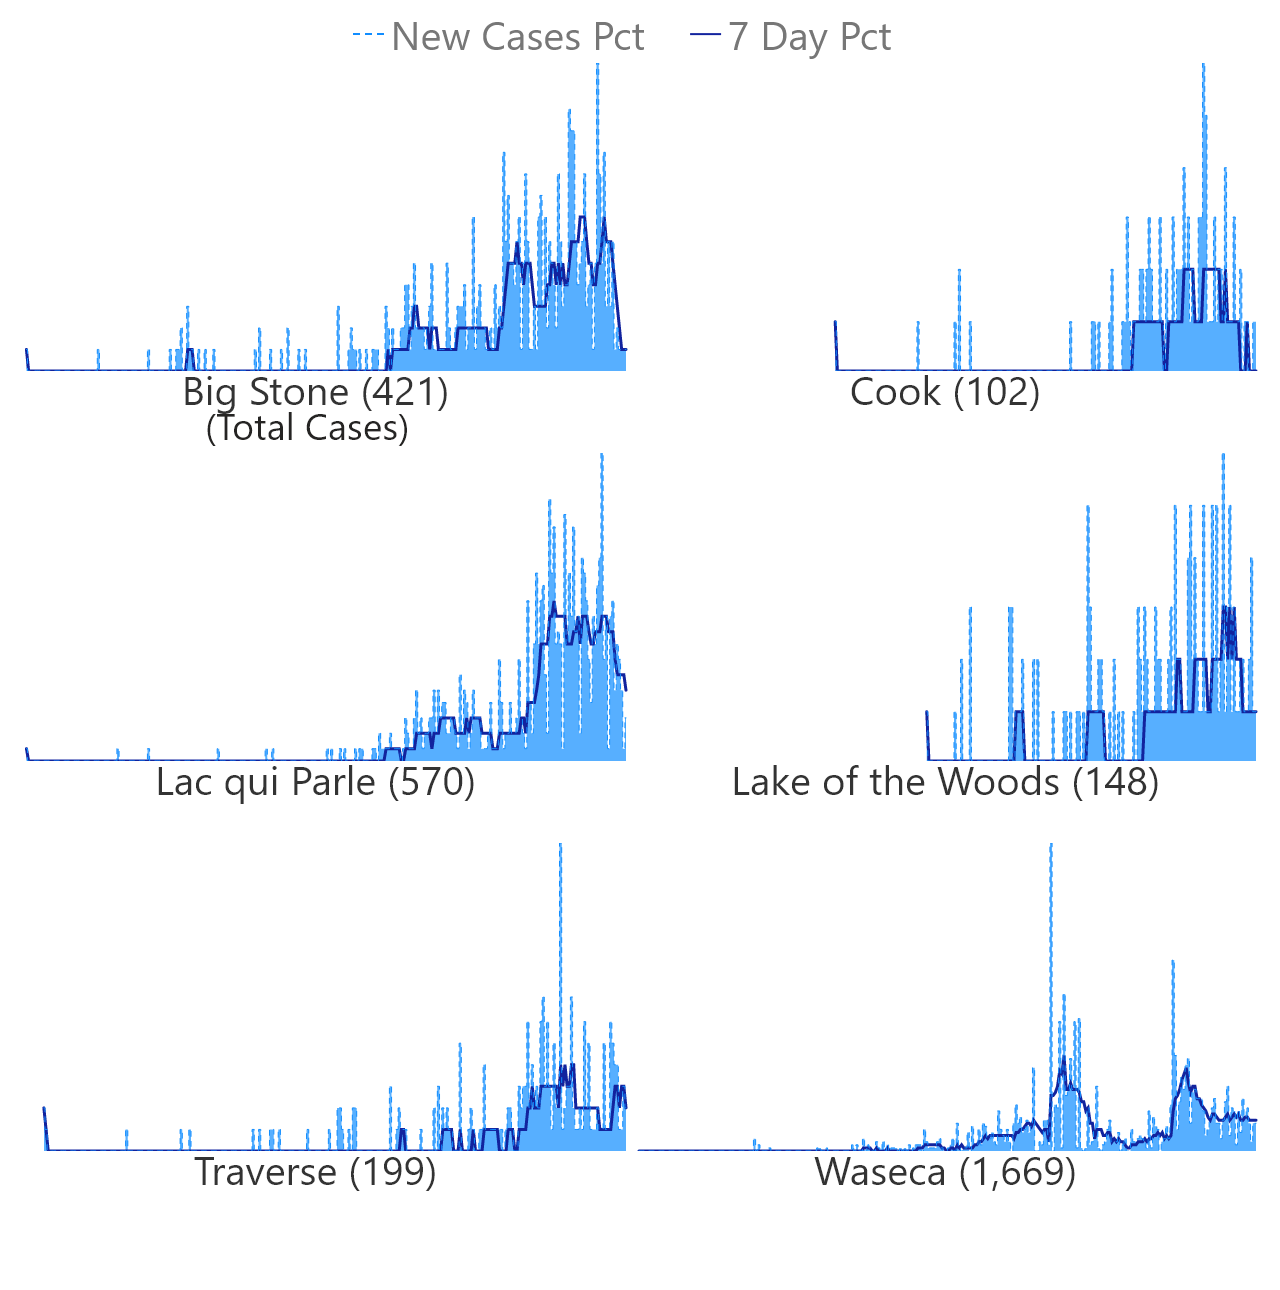 New Cases Pct 7 Day Pct
Big Stone (421)
(Total Cases)
Cook (102)
Lac qui Parle (570)
Lake of the Woods (148)
Traverse (199)
Waseca (1,669)